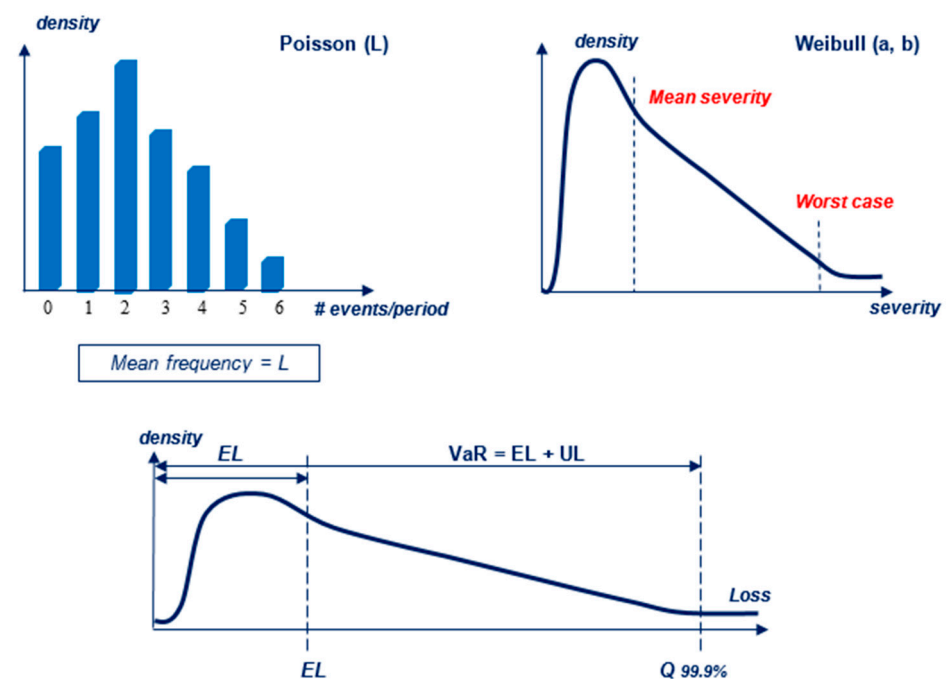 density
Poisson (L)
0 1 2 3 4 5 6 # events/period
Mean frequency = L
density
Weibull (a, b)
Mean severity
Worst case
severity
density
EL
VaR = EL + UL
Loss
EL
Q 99.9%